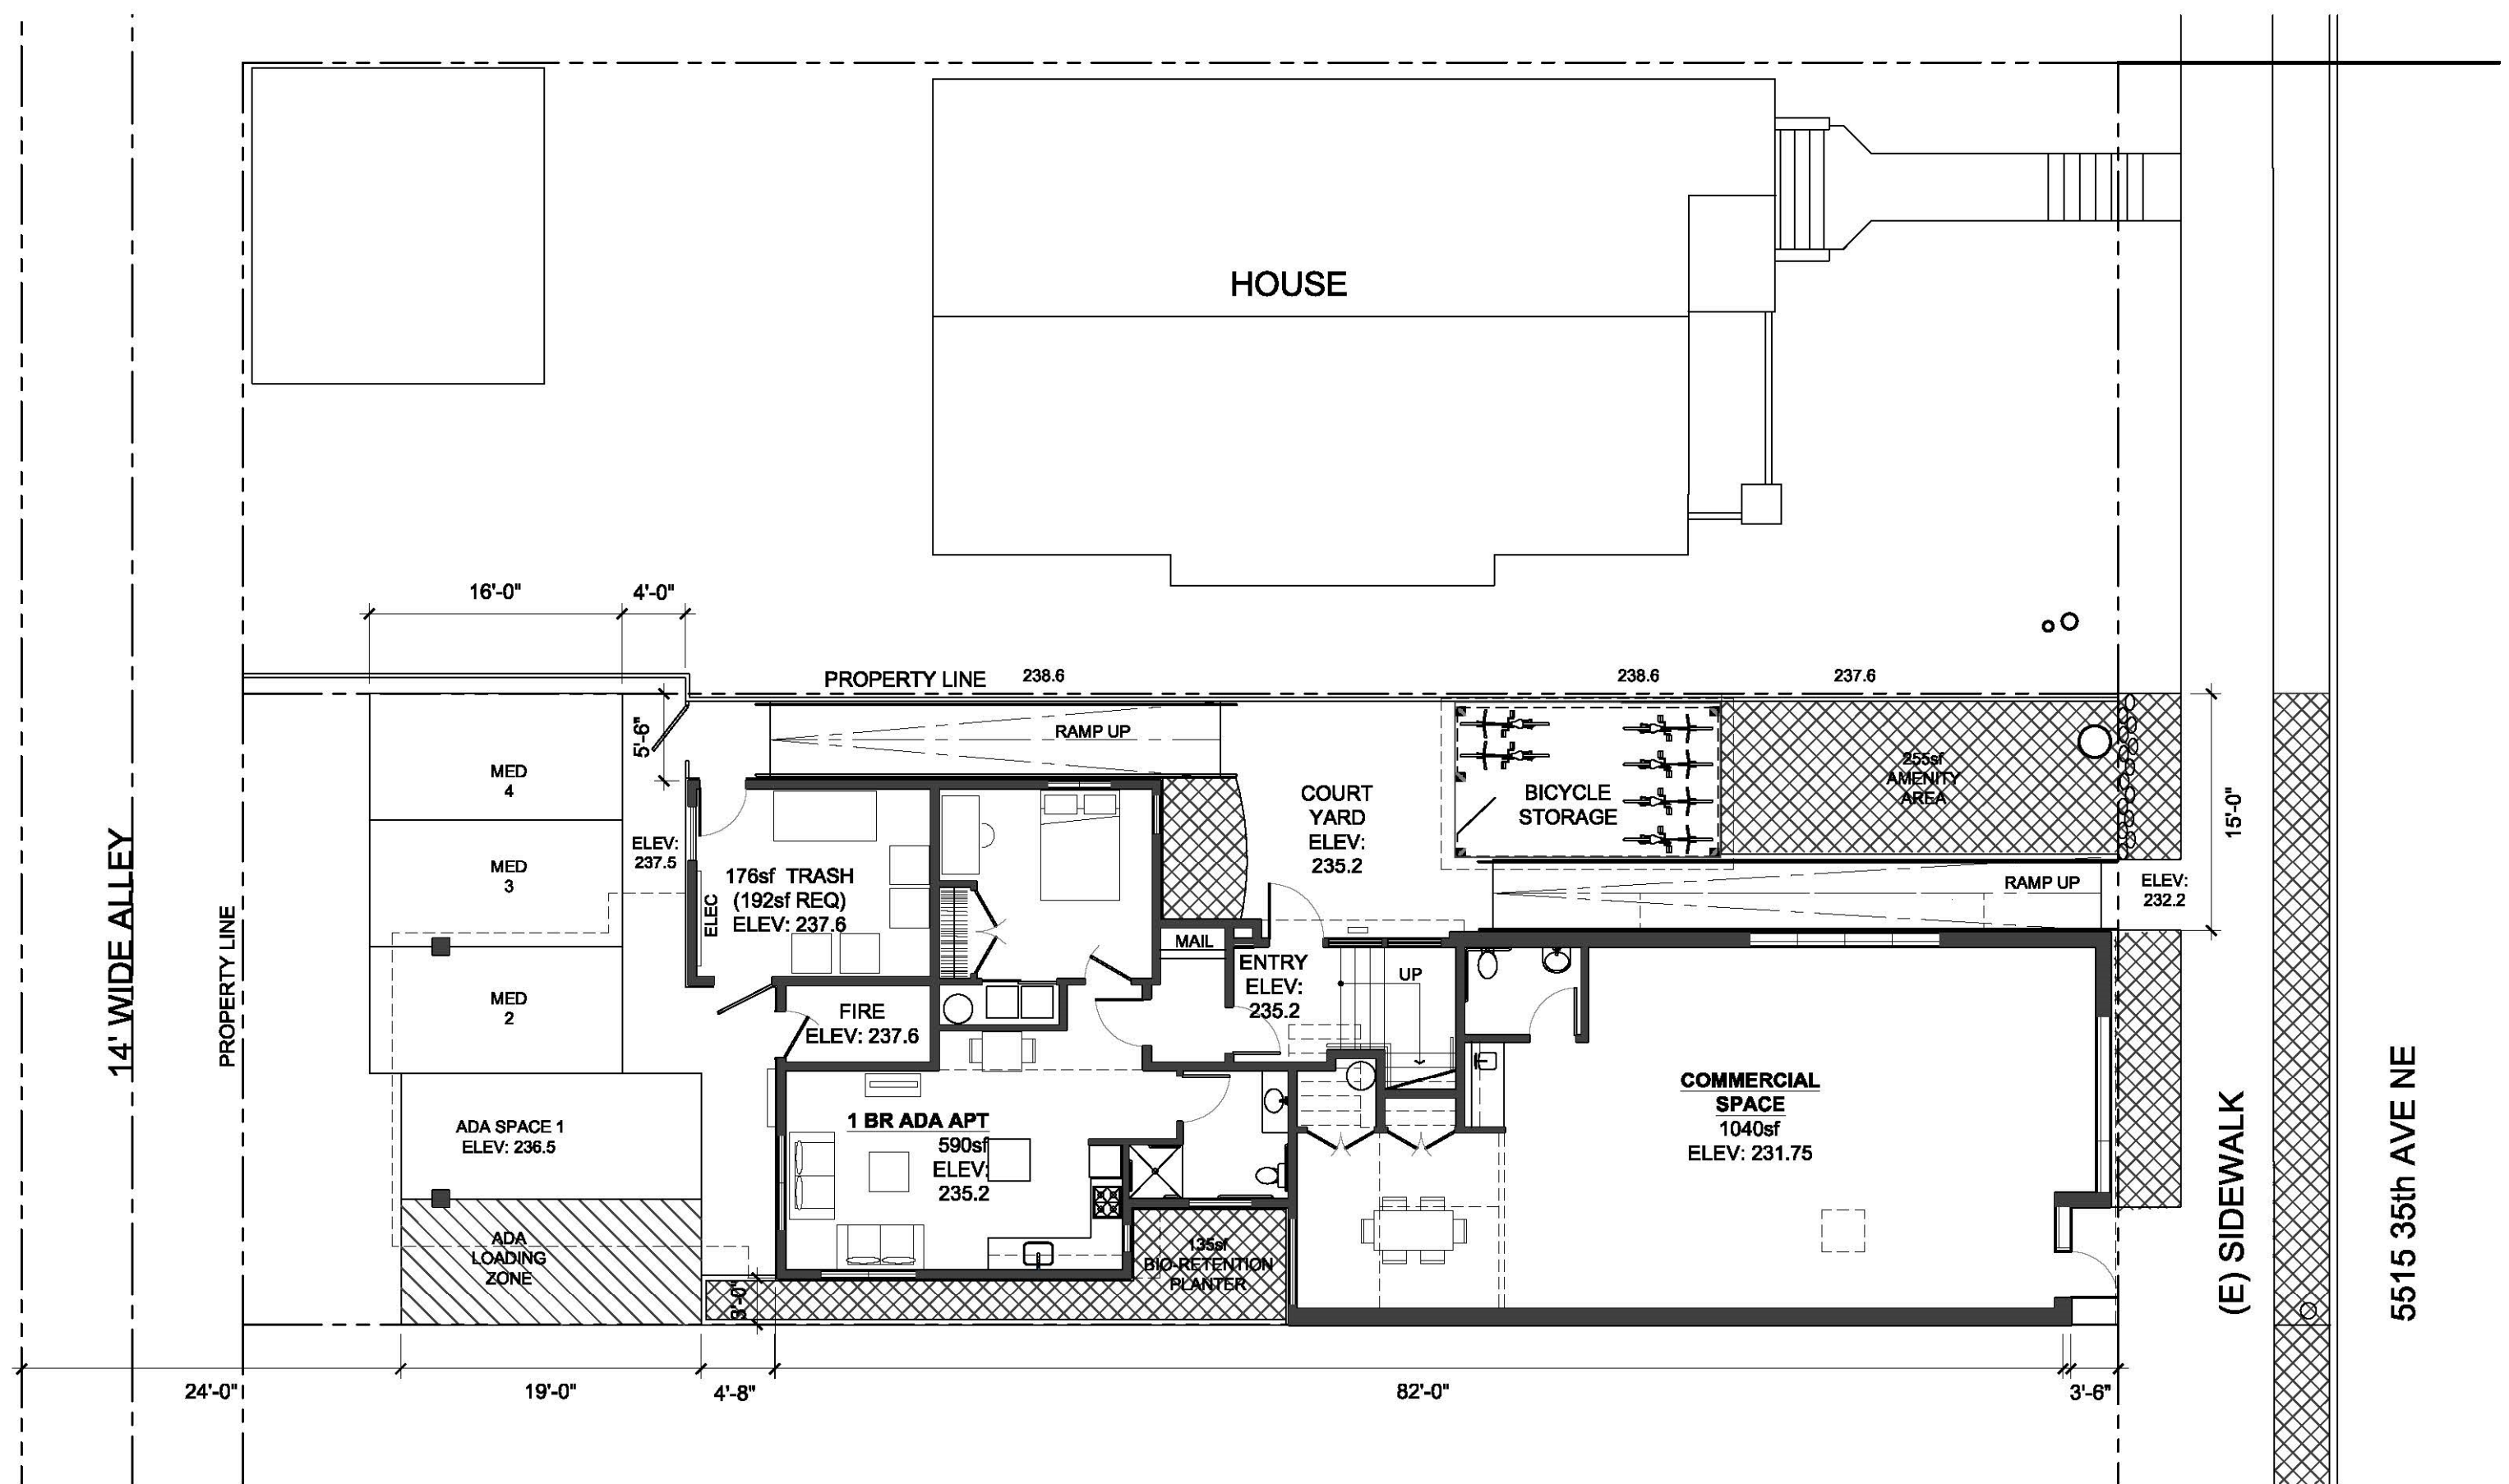 HOUSE
16'-0"
4'-0"
PROPERTY LINE
238.6
238.6
237.6
5'-6"
RAMP UP
MED
4
MED
3
MED
2
ELEV:
237.5
176sf TRASH
(192sf REQ)
ELEV: 237.6
ELEC
FIRE
ELEV: 237.6
MAIL
COURT
YARD
ELEV:
235.2
BICYCLE
STORAGE
255sf
AMENITY
AREA
RAMP UP
ELEV:
232.2
15'-0"
ENTRY
ELEV:
235.2
UP
14' WIDE ALLEY
PROPERTY LINE
ADA SPACE 1
ELEV: 236.5
ADA
LOADING
ZONE
1 BR ADA APT
590sf
ELEV:
235.2
COMMERCIAL
SPACE
1040sf
ELEV: 231.75
135sf
BIO-RETENTION
PLANTER
3'-0"
(E) SIDEWALK
5515 35th AVE NE
24'-0"
19'-0"
4'-8"
82'-0"
3'-6"